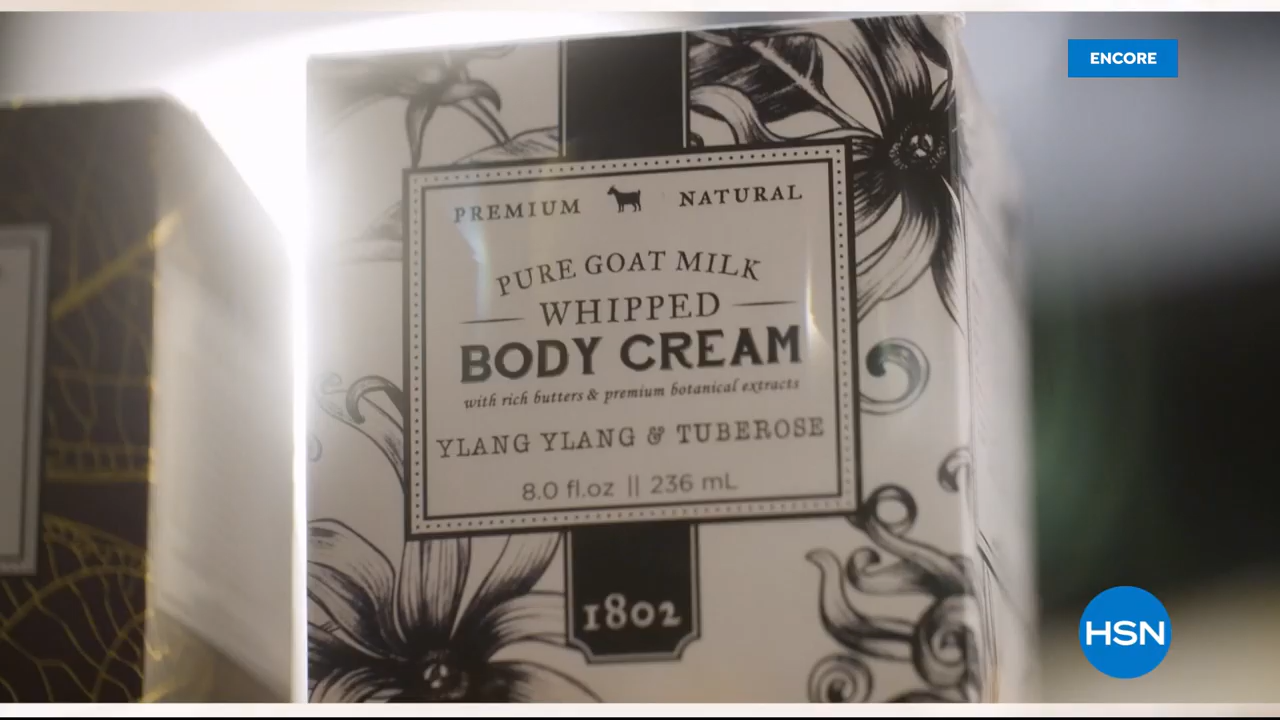 ENCORE
PREMIUM NATURAL
PURE GOAT MILK
WHIPPED
BODY CREAM
with rich butters & premium botanical extracts
YLANG YLANG & TUBEROSE
8.0 fl.oz || 236 mL
1802
HSN